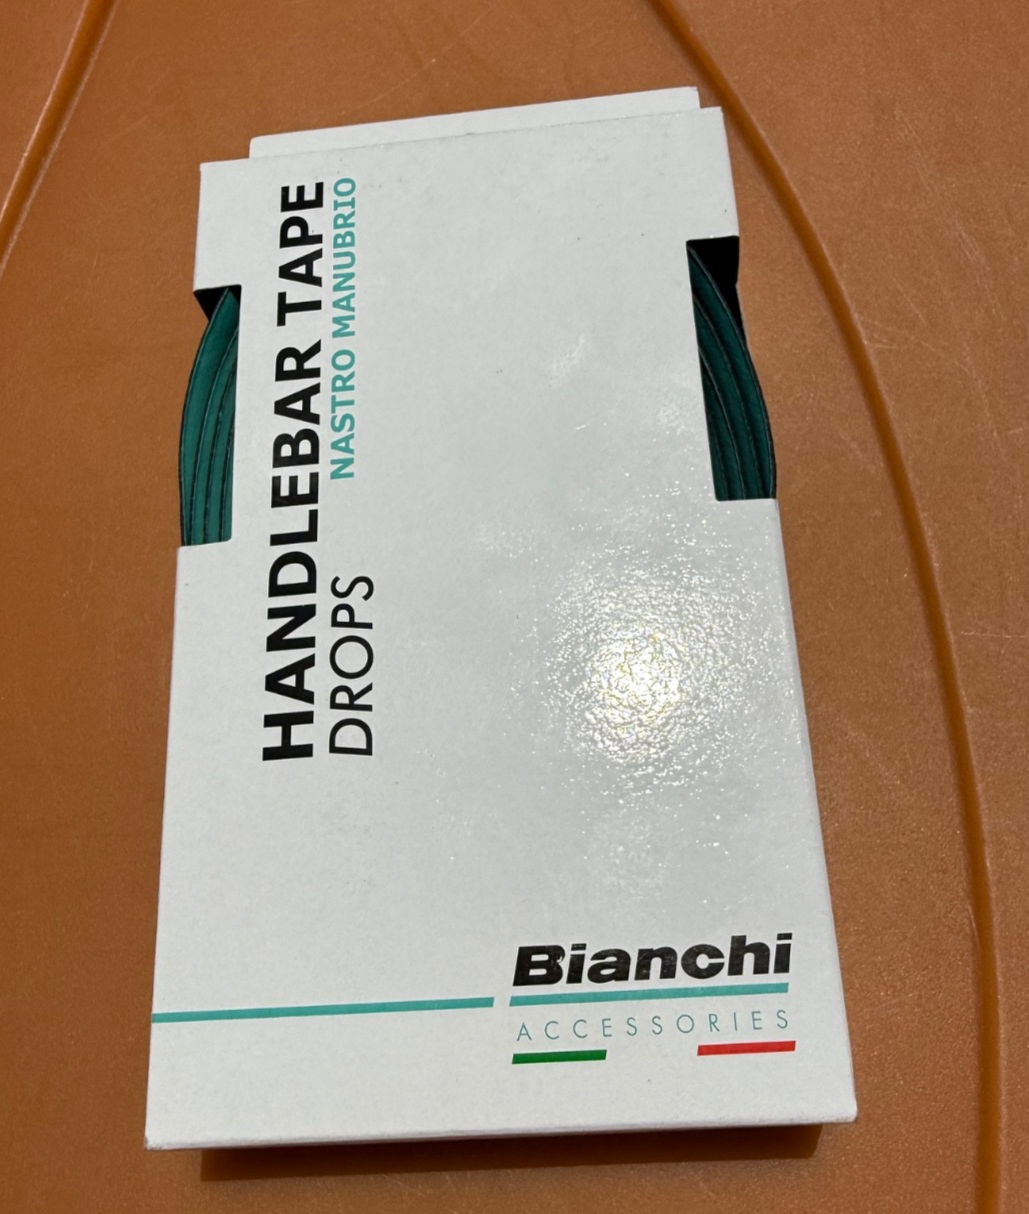 HANDLEBAR TAPE
NASTRO MANUBRIO
DROPS
Bianchi
ACCESSORIES